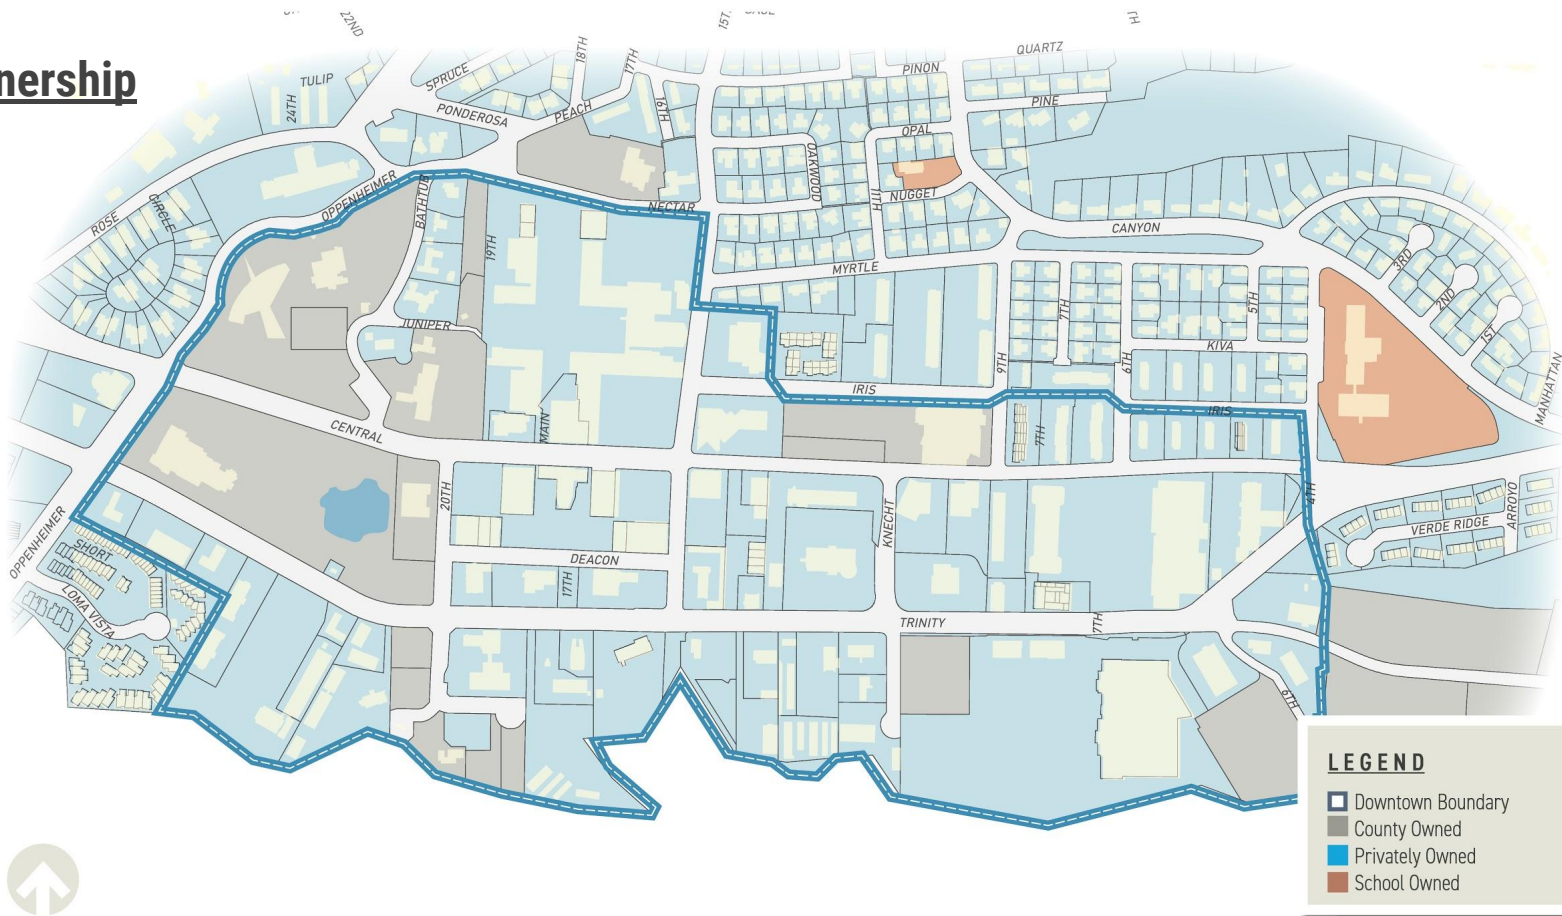 22ND
nership
TULIP
24TH
SPRUCE
PONDEROSA
PEACH
18TH
17TH
16TH
QUARTZ
PINON
PINE
OPAL
OAKWOOD
11TH
NUGGET
CANYON
MYRTLE
NECTAR
OPPENHEIMER
BATHTUB
19TH
ROSE
CIRCLE
JUNIPER
3RD
2ND
1ST
MANHATTAN
7TH
5TH
KIVA
9TH
6TH
IRIS
IRIS
MAIN
7TH
CENTRAL
20TH
4TH
ARROYO
VERDE RIDGE
KNECHT
DEACON
17TH
OPPENHEIMER
SHORT
LOMA VISTA
TRINITY
7TH
6TH
LEGEND
Downtown Boundary
County Owned
Privately Owned
School Owned